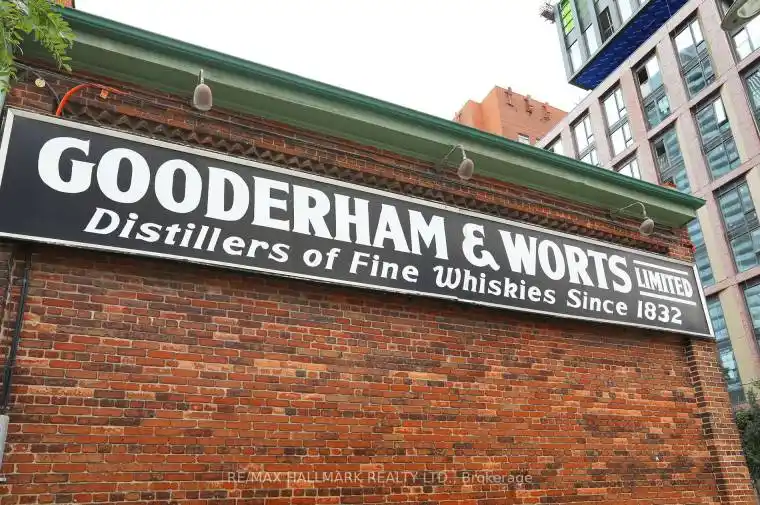 GOODERHAM & WORTS LIMITED
Distillers of Fine Whiskies Since 1832
RE/MAX HALLMARK REALTY LTD., Brokerage